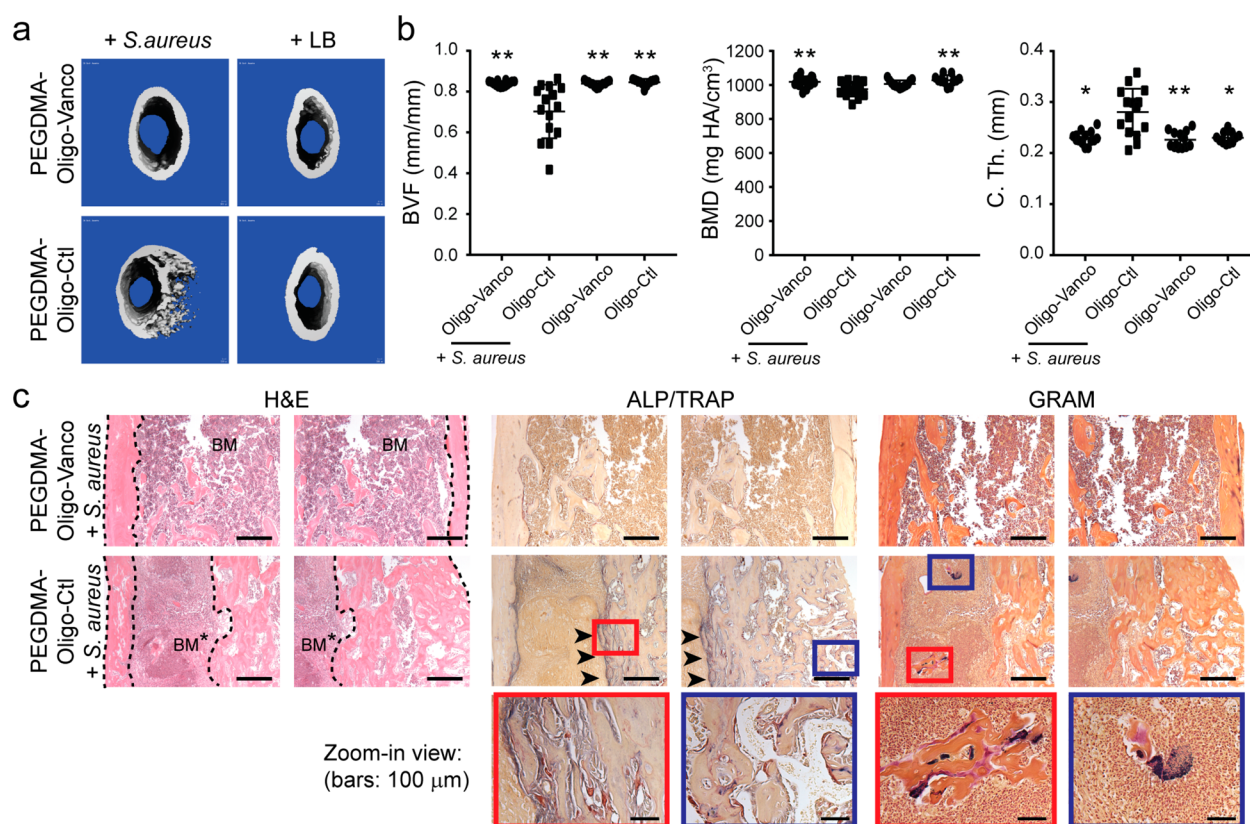 a
+ S.aureus
+ LB
PEGDMA-
Oligo-Vanco
PEGDMA-
Oligo-Ctl
b
BVF (mm/mm)
1.0
0.8
0.6
0.4
0.2
0.0
** ** **
Oligo-Vanco
Oligo-Ctl
Oligo-Vanco
Oligo-Ctl
+ S. aureus
BMD (mg HA/cm³)
1200
1000
800
600
400
200
0
** **
Oligo-Vanco
Oligo-Ctl
Oligo-Vanco
Oligo-Ctl
+ S. aureus
C. Th. (mm)
0.4
0.3
0.2
0.1
0.0
* ** *
Oligo-Vanco
Oligo-Ctl
Oligo-Vanco
Oligo-Ctl
+ S. aureus
c
H&E
ALP/TRAP
GRAM
PEGDMA-
Oligo-Vanco
+ S. aureus
BM
BM
PEGDMA-
Oligo-Ctl
+ S. aureus
BM*
BM*
Zoom-in view:
(bars: 100 μm)